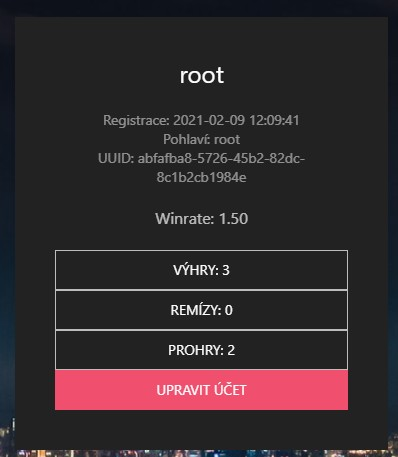 root
Registrace: 2021-02-09 12:09:41
Pohlaví: root
UUID: abfafba8-5726-45b2-82dc-
8c1b2cb1984e
Winrate: 1.50
VÝHRY: 3
REMÍZY: 0
PROHRY: 2
UPRAVIT ÚČET